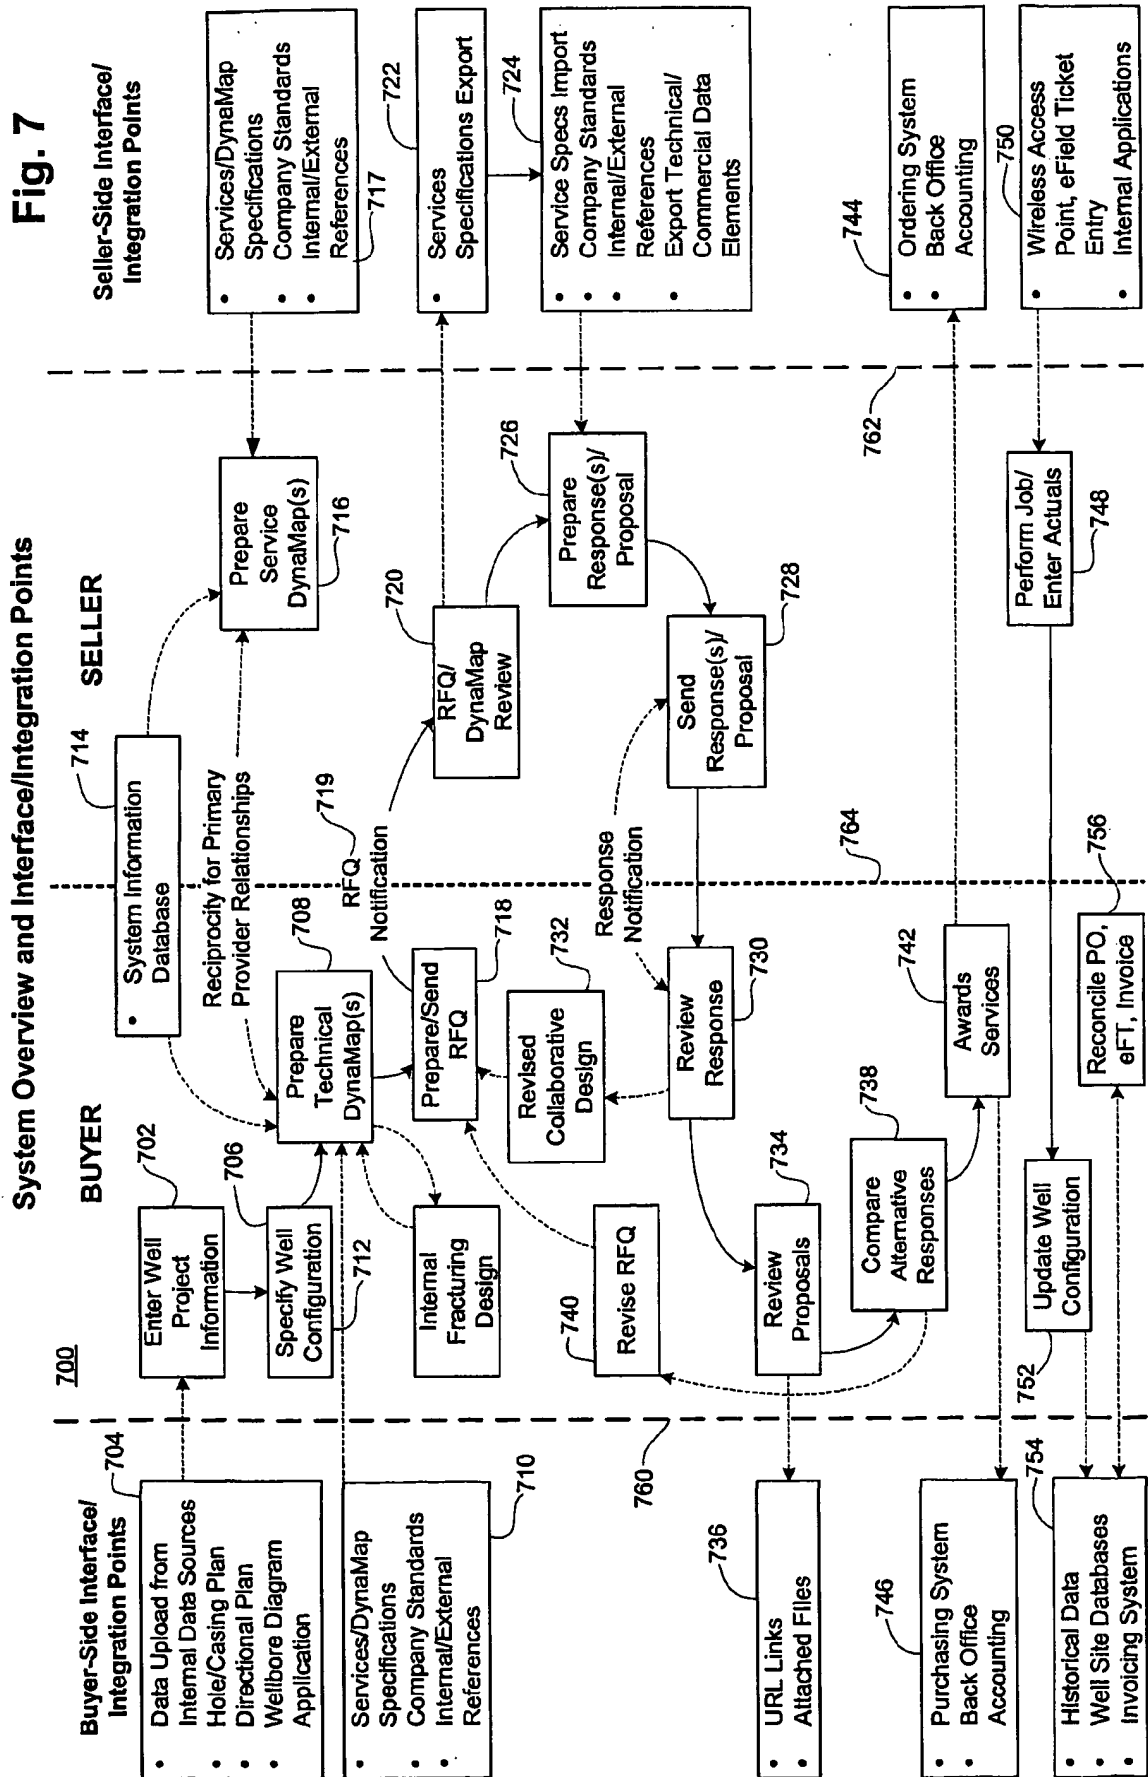 Fig. 7
System Overview and Interface/Integration Points
700
Buyer-Side Interface/
Integration Points
BUYER
SELLER
Seller-Side Interface/
Integration Points
704
• Data Upload from
Internal Data Sources
• Hole/Casing Plan
• Directional Plan
• Wellbore Diagram
Application
702
Enter Well
Project
Information
706
Specify Well
Configuration
712
714
• System Information
Database
Reciprocity for Primary
Provider Relationships
708
Prepare
Technical
DynaMap(s)
Internal
Fracturing
Design
710
• Services/DynaMap
Specifications
• Company Standards
• Internal/External
References
Prepare
Service
DynaMap(s)
716
• Services/DynaMap
Specifications
• Company Standards
• Internal/External
References
717
718
Prepare/Send
RFQ
RFQ
Notification
719
720
RFQ/
DynaMap
Review
722
• Services
Specifications Export
724
• Service Specs Import
• Company Standards
• Internal/External
References
• Export Technical/
Commercial Data
Elements
726
Prepare
Response(s)/
Proposal
728
Send
Response(s)/
Proposal
Response
Notification
730
Review
Response
732
Revised
Collaborative
Design
740
Revise RFQ
734
Review
Proposals
736
• URL Links
• Attached Files
738
Compare
Alternative
Responses
742
Awards
Services
744
• Ordering System
• Back Office
Accounting
746
• Purchasing System
• Back Office
Accounting
760
762
764
748
Perform Job/
Enter Actuals
750
• Wireless Access
Point, eField Ticket
Entry
• Internal Applications
752
Update Well
Configuration
754
• Historical Data
• Well Site Databases
• Invoicing System
756
Reconcile PO,
eFT, Invoice